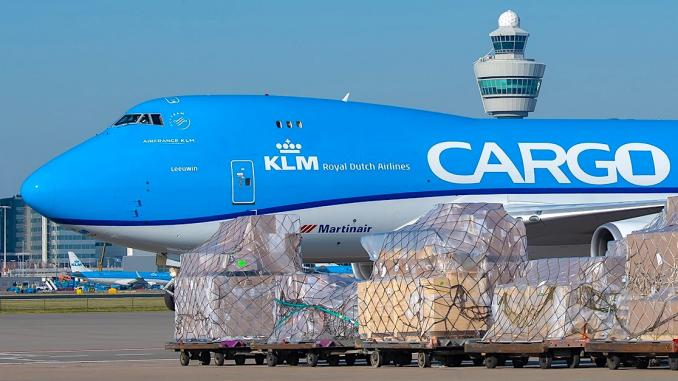 AIRFRANCE KLM
Leeuwin
KLM Royal Dutch Airlines
CARGO
Martinair